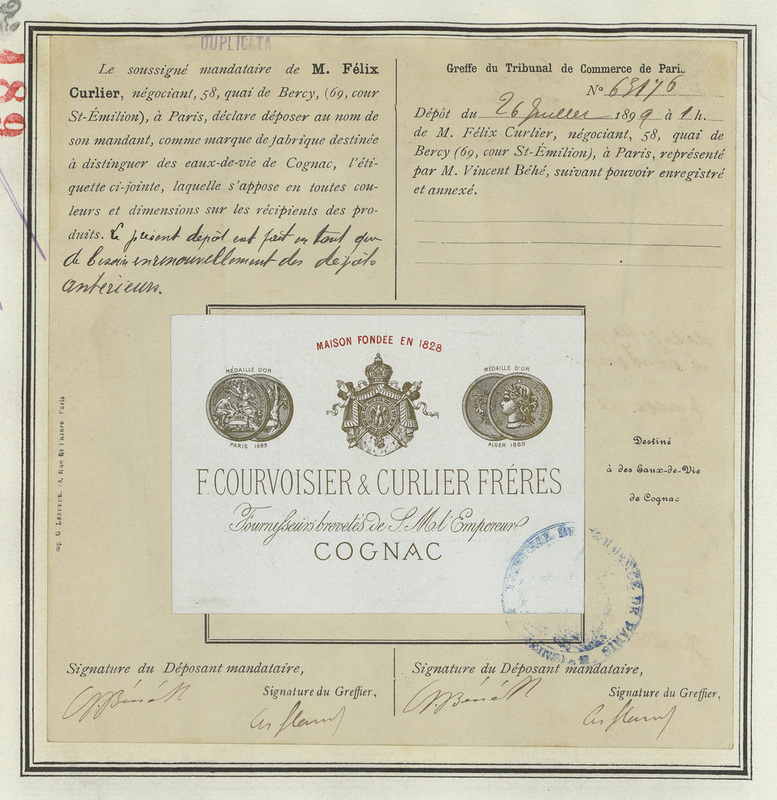 DUPLICATA
Le soussigné mandataire de M. Félix
Curlier, négociant, 58, quai de Bercy, (69, cour
St-Émilion), à Paris, déclare déposer au nom de
son mandant, comme marque de fabrique destinée
à distinguer des eaux-de-vie de Cognac, l'éti-
quette ci-jointe, laquelle s'appose en toutes cou-
leurs et dimensions sur les récipients des pro-
duits. Le présent dépôt est fait en tant que
de besoin en renouvellement des dépôts
antérieurs.
Greffe du Tribunal de Commerce de Paris.
N° 63176
Dépôt du 26 Juillet 1899 à 1 h.
de M. Félix Curlier, négociant, 58, quai de
Bercy (69, cour St-Émilion), à Paris, représenté
par M. Vincent Béhé, suivant pouvoir enregistré
et annexé.
MAISON FONDÉE EN 1828
MÉDAILLE D'OR
PARIS 1889
MÉDAILLE D'OR
ALGER 1888
F. COURVOISIER & CURLIER FRÉRES
Fournisseurs brevetés de S. M. l'Empereur
COGNAC
Destiné
à des Eaux-de-Vie
de Cognac
Signature du Déposant mandataire,
Signature du Greffier,
Signature du Déposant mandataire,
Signature du Greffier,